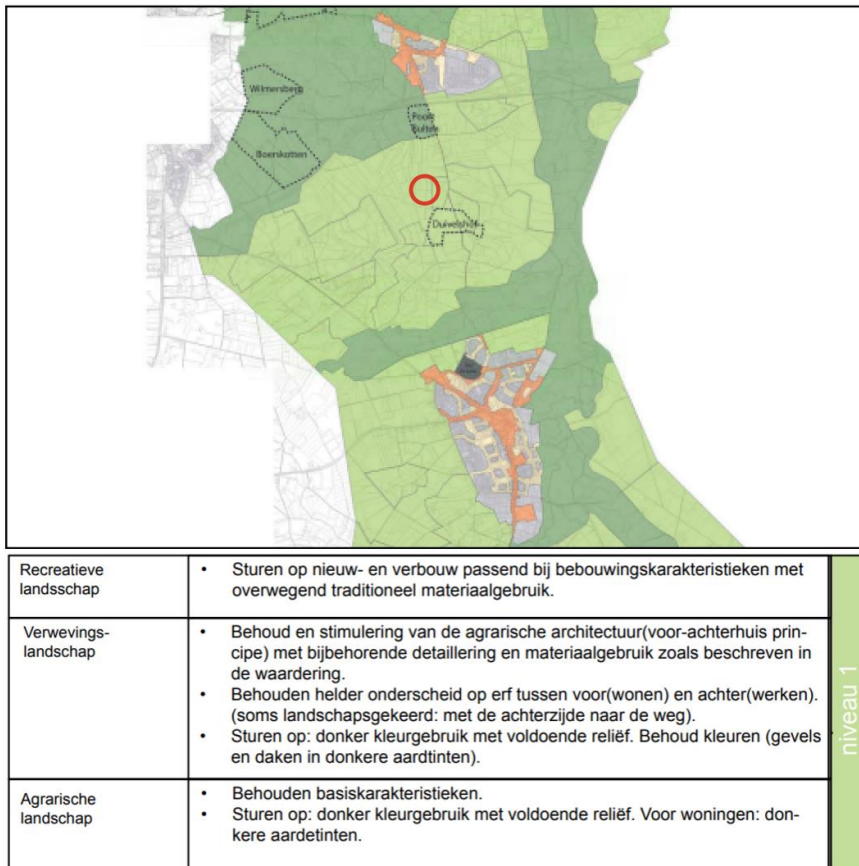 Wilmersberg
Boerskotten
Poort
Bulten
Duivelshof
Recreatieve
landsschap
• Sturen op nieuw- en verbouw passend bij bebouwingskarakteristieken met
overwegend traditioneel materiaalgebruik.
Verwevings-
landschap
• Behoud en stimulering van de agrarische architectuur(voor-achterhuis prin-
cipe) met bijbehorende detaillering en materiaalgebruik zoals beschreven in
de waardering.
• Behouden helder onderscheid op erf tussen voor(wonen) en achter(werken).
(soms landschapsgekeerd: met de achterzijde naar de weg).
• Sturen op: donker kleurgebruik met voldoende reliëf. Behoud kleuren (gevels
en daken in donkere aardtinten).
Agrarische
landschap
• Behouden basiskarakteristieken.
• Sturen op: donker kleurgebruik met voldoende reliëf. Voor woningen: don-
kere aardetinten.
niveau 1